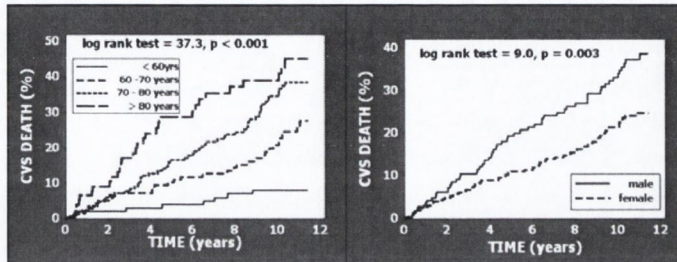 log rank test = 37.3, p < 0.001
< 60yrs
60 -70 years
70 - 80 years
> 80 years
CVS DEATH (%)
50
40
30
20
10
0
0 2 4 6 8 10 12
TIME (years)
log rank test = 9.0, p = 0.003
CVS DEATH (%)
40
30
20
10
0
male
female
0 2 4 6 8 10 12
TIME (years)